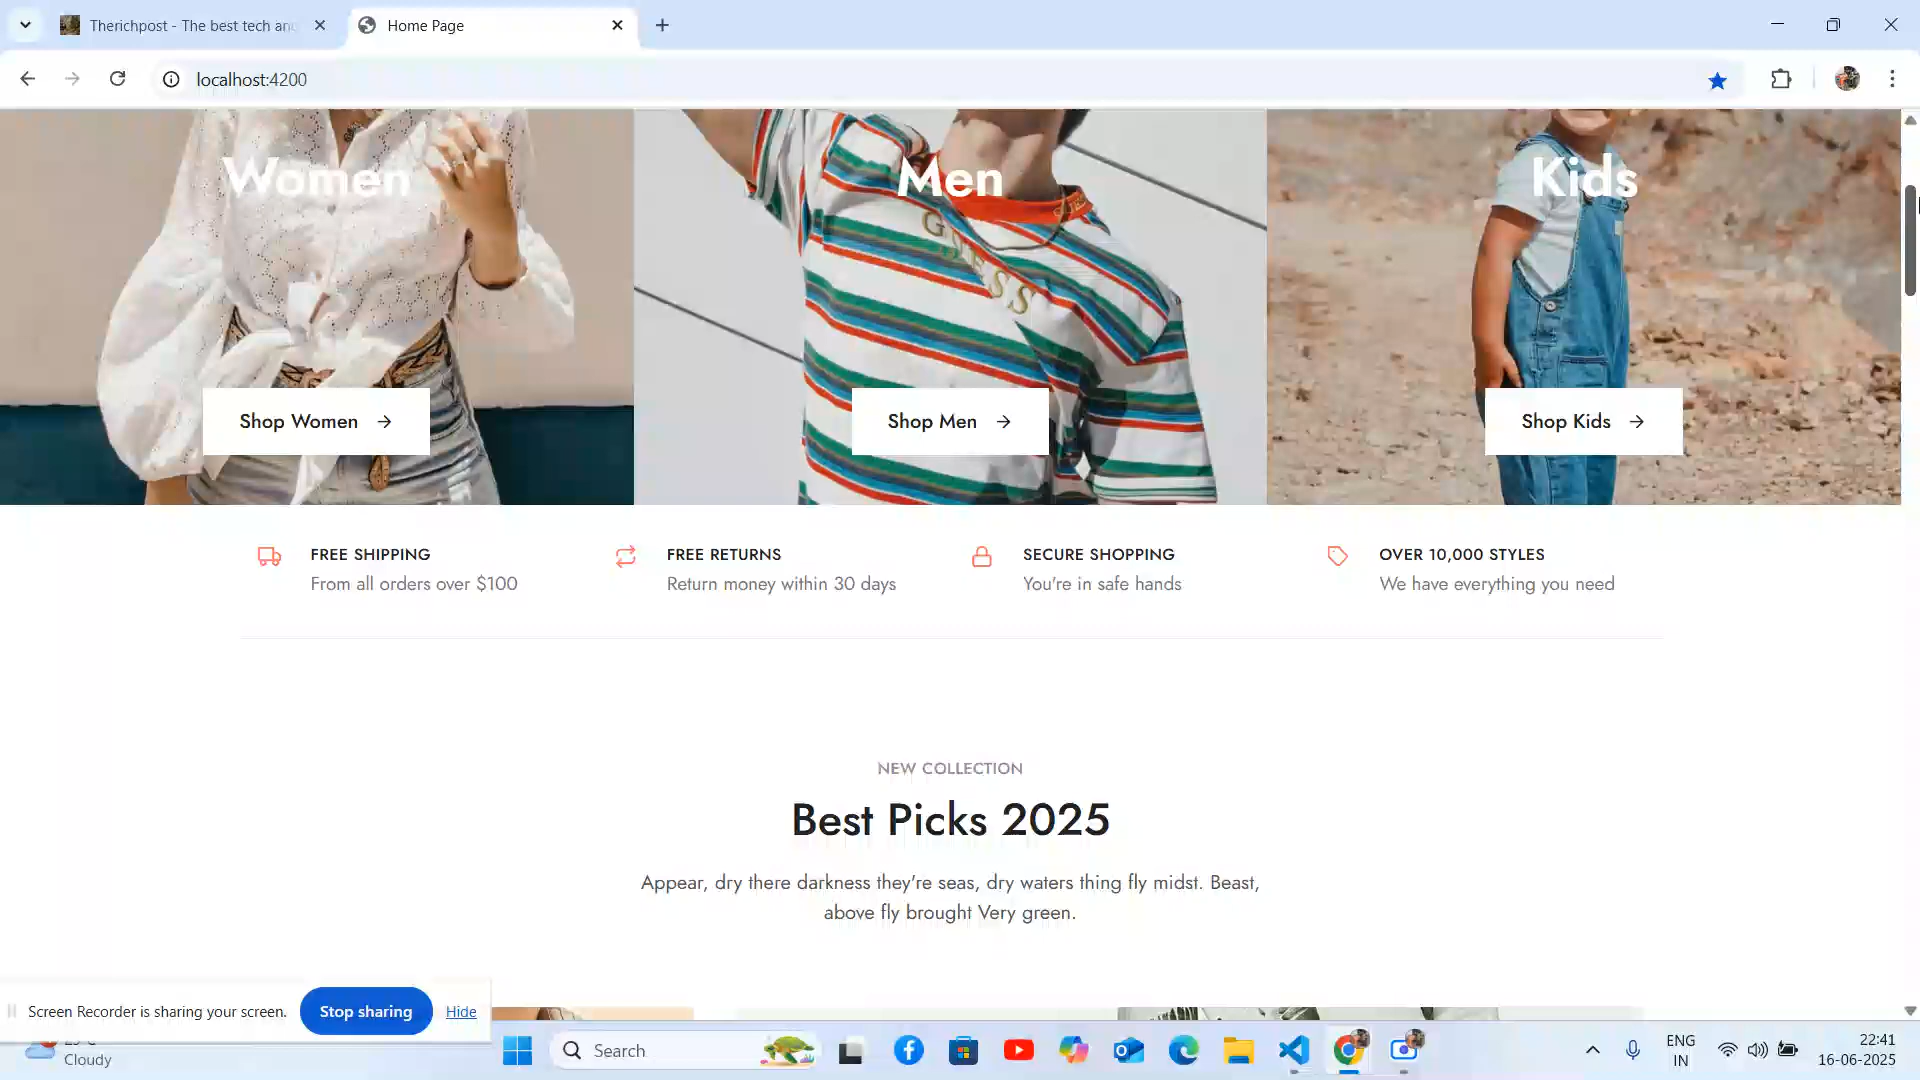 Therichpost - The best tech an
Home Page
localhost:4200
Women
Men
Kids
GUESS
Shop Women →
Shop Men →
Shop Kids →
FREE SHIPPING
From all orders over $100
FREE RETURNS
Return money within 30 days
SECURE SHOPPING
You're in safe hands
OVER 10,000 STYLES
We have everything you need
NEW COLLECTION
Best Picks 2025
Appear, dry there darkness they're seas, dry waters thing fly midst. Beast,
above fly brought Very green.
Screen Recorder is sharing your screen.
Stop sharing
Hide
Cloudy
Search
ENG
IN
22:41
16-06-2025